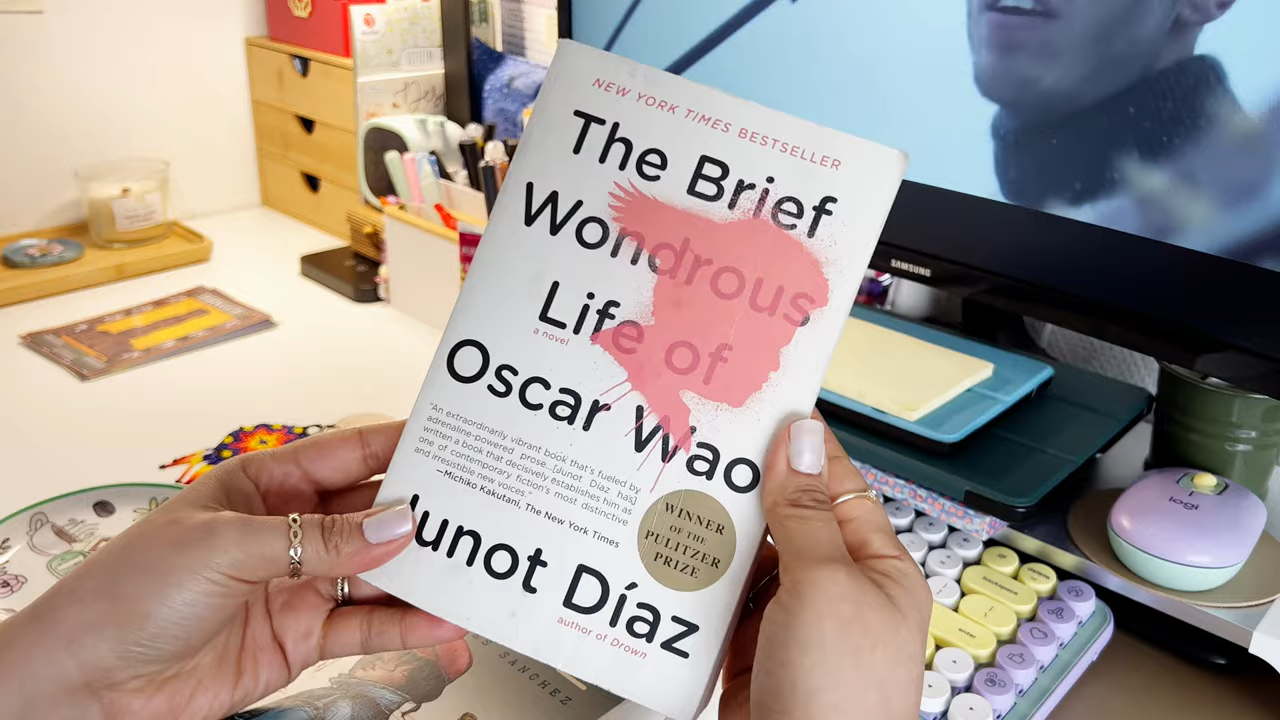 NEW YORK TIMES BESTSELLER
The Brief
Wondrous
Life of
a novel
Oscar Wao
"An extraordinarily vibrant book that's fueled by
adrenaline-powered prose...[Junot Díaz has]
written a book that decisively establishes him as
one of contemporary fiction's most distinctive
and irresistible new voices."
—Michiko Kakutani, The New York Times
WINNER
OF THE
PULITZER
PRIZE
Junot Díaz
author of Drown
SAMSUNG
logi
backspace
enter
SANCHEZ